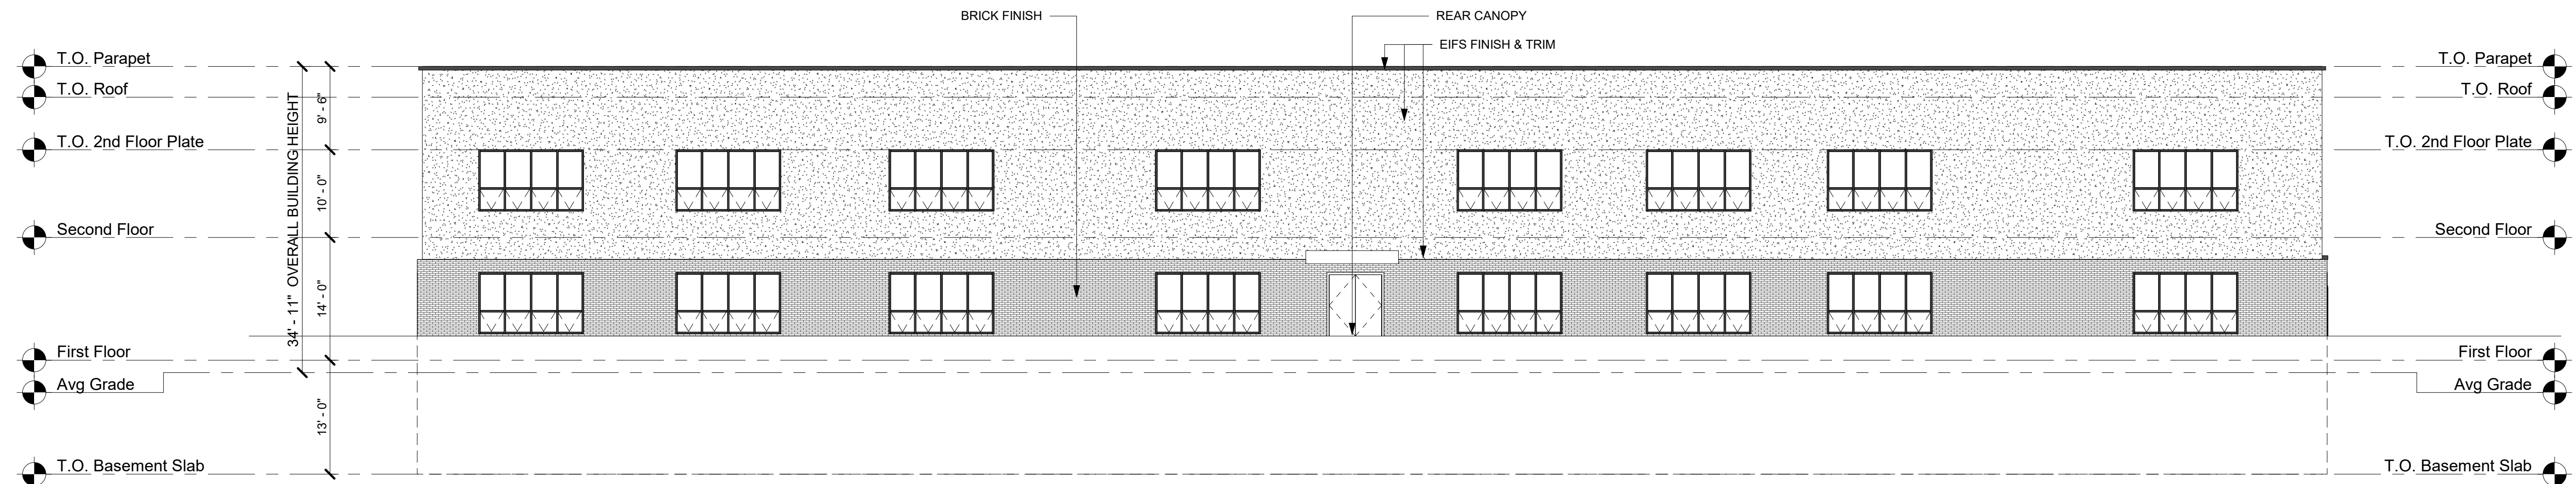 BRICK FINISH
REAR CANOPY
EIFS FINISH & TRIM
T.O. Parapet
T.O. Roof
T.O. 2nd Floor Plate
Second Floor
First Floor
Avg Grade
T.O. Basement Slab
34' - 11" OVERALL BUILDING HEIGHT
9' - 6"
10' - 0"
14' - 0"
13' - 0"
T.O. Parapet
T.O. Roof
T.O. 2nd Floor Plate
Second Floor
First Floor
Avg Grade
T.O. Basement Slab